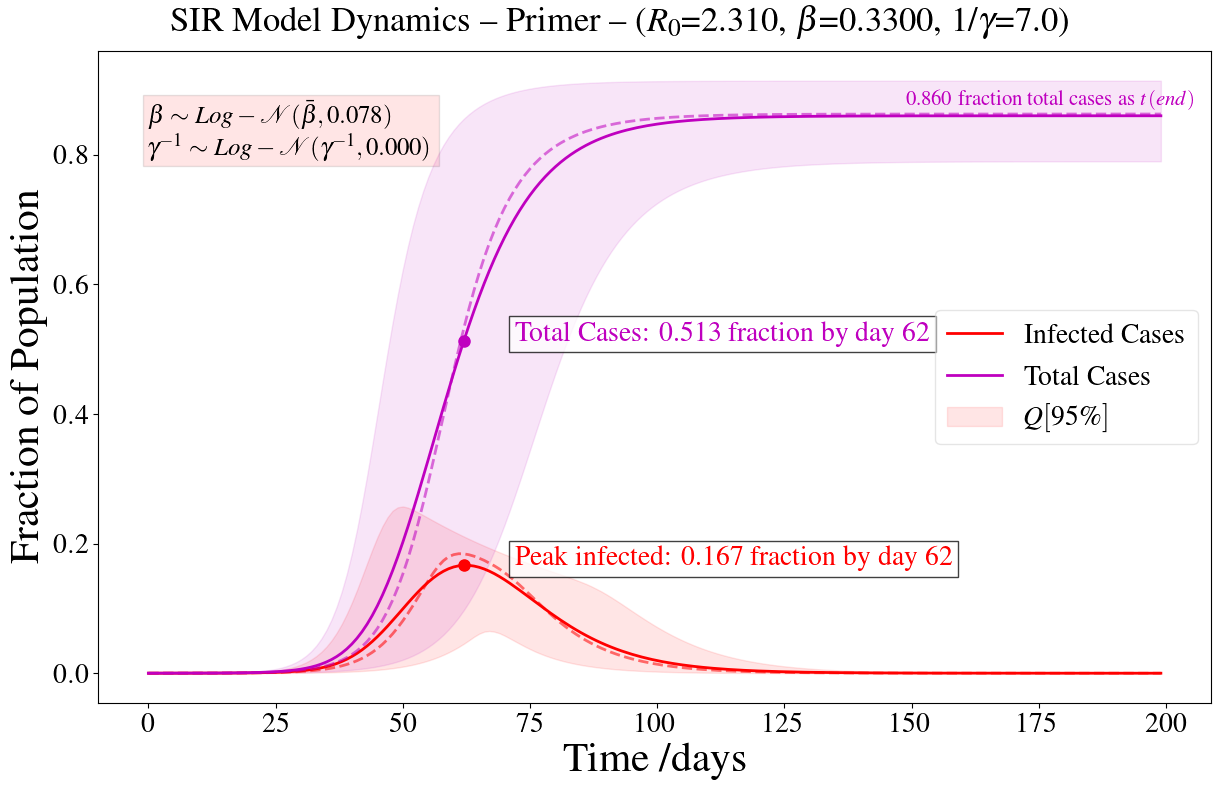 SIR Model Dynamics – Primer – (R₀=2.310, β=0.3300, 1/γ=7.0)
β ∼ Log − 𝒩(β̄, 0.078)
γ⁻¹ ∼ Log − 𝒩(γ⁻¹, 0.000)
0.860 fraction total cases as t(end)
Total Cases: 0.513 fraction by day 62
Peak infected: 0.167 fraction by day 62
Infected Cases
Total Cases
Q[95%]
Fraction of Population
0.8
0.6
0.4
0.2
0.0
0 25 50 75 100 125 150 175 200
Time /days